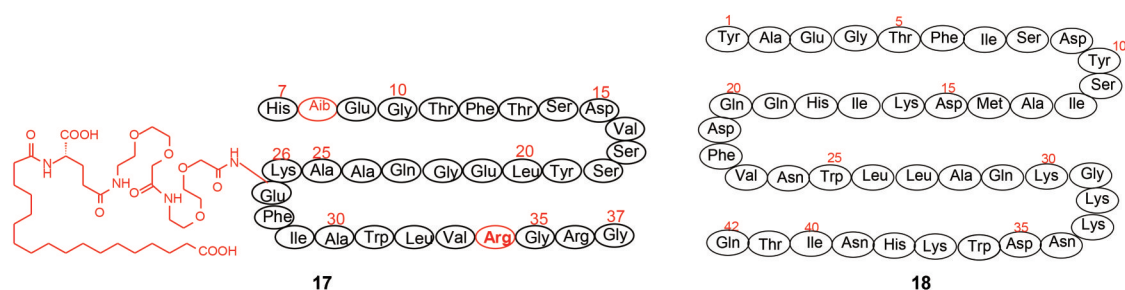 O COOH O
N
H
O
O
NH
O
O
HN
O
O
O
H
N
COOH
7 10 15
His Aib Glu Gly Thr Phe Thr Ser Asp
Val
Ser
26 25 20
Lys Ala Ala Gln Gly Glu Leu Tyr Ser
Glu
Phe
30 35 37
Ile Ala Trp Leu Val Arg Gly Arg Gly
17
1 5
Tyr Ala Glu Gly Thr Phe Ile Ser Asp
Tyr 10
Ser
20 15
Gln Gln His Ile Lys Asp Met Ala Ile
Asp
Phe
25 30
Val Asn Trp Leu Leu Ala Gln Lys Gly
Lys
Lys
42 40 35
Gln Thr Ile Asn His Lys Trp Asp Asn
18